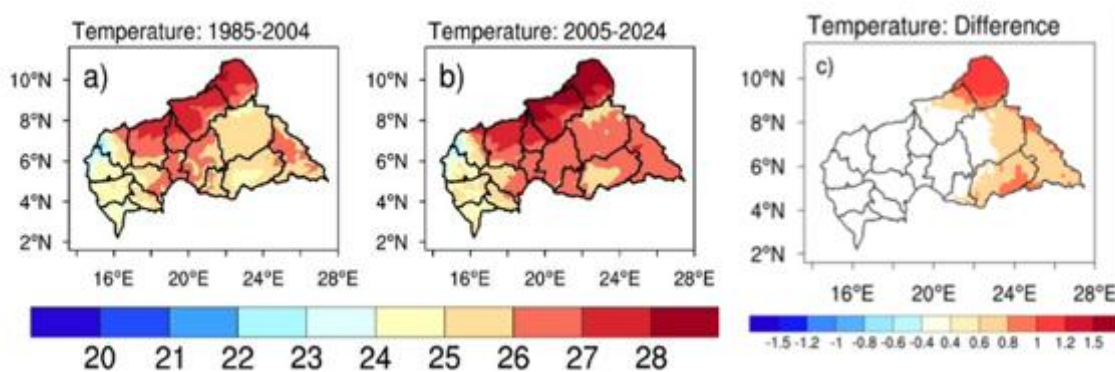 Temperature: 1985-2004
Temperature: 2005-2024
Temperature: Difference
a)
b)
c)
10°N
8°N
6°N
4°N
2°N
10°N
8°N
6°N
4°N
2°N
10°N
8°N
6°N
4°N
2°N
16°E 20°E 24°E 28°E
16°E 20°E 24°E 28°E
16°E 20°E 24°E 28°E
20 21 22 23 24 25 26 27 28
-1.5 -1.2 -1 -0.8 -0.6 -0.4 0.4 0.6 0.8 1 1.2 1.5